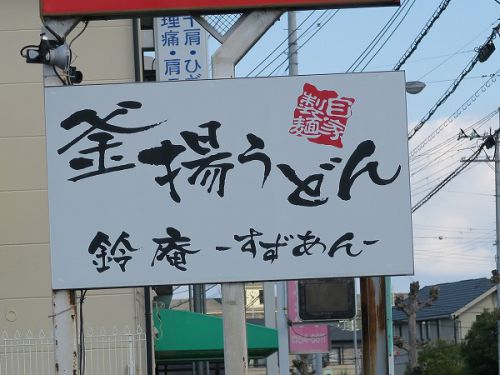 自家
製麺
釜揚うどん
鈴庵 -すずあん-